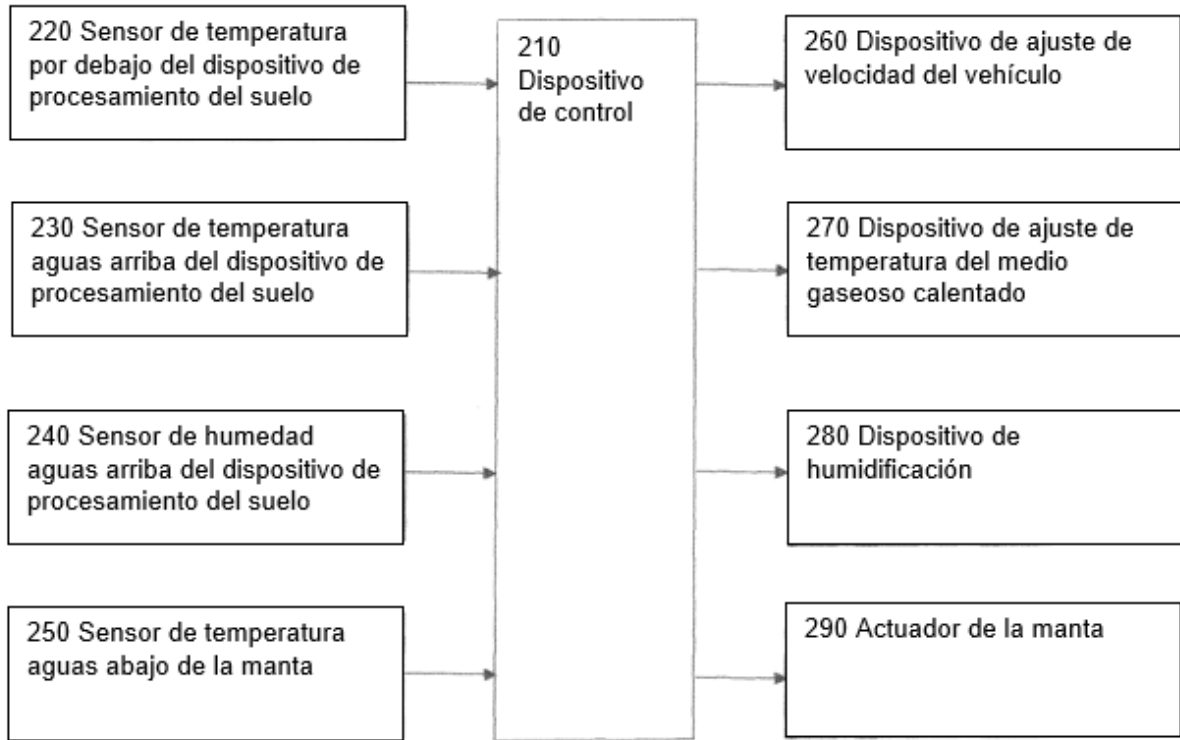 220 Sensor de temperatura
por debajo del dispositivo de
procesamiento del suelo
230 Sensor de temperatura
aguas arriba del dispositivo de
procesamiento del suelo
240 Sensor de humedad
aguas arriba del dispositivo de
procesamiento del suelo
250 Sensor de temperatura
aguas abajo de la manta
210
Dispositivo
de control
260 Dispositivo de ajuste de
velocidad del vehículo
270 Dispositivo de ajuste de
temperatura del medio
gaseoso calentado
280 Dispositivo de
humidificación
290 Actuador de la manta